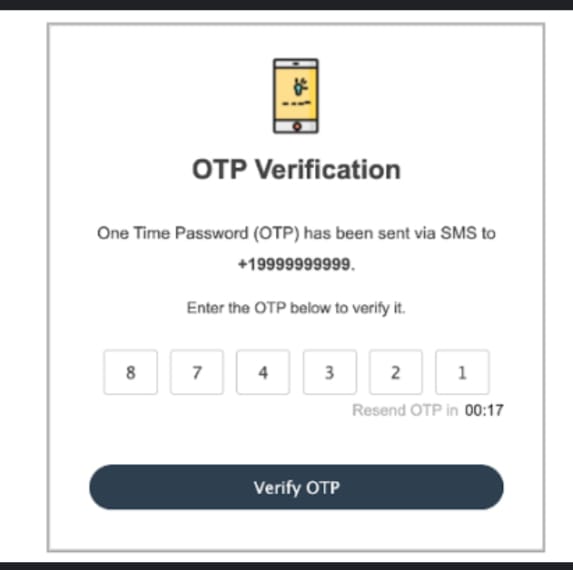 OTP Verification
One Time Password (OTP) has been sent via SMS to
+19999999999.
Enter the OTP below to verify it.
8 7 4 3 2 1
Resend OTP in 00:17
Verify OTP